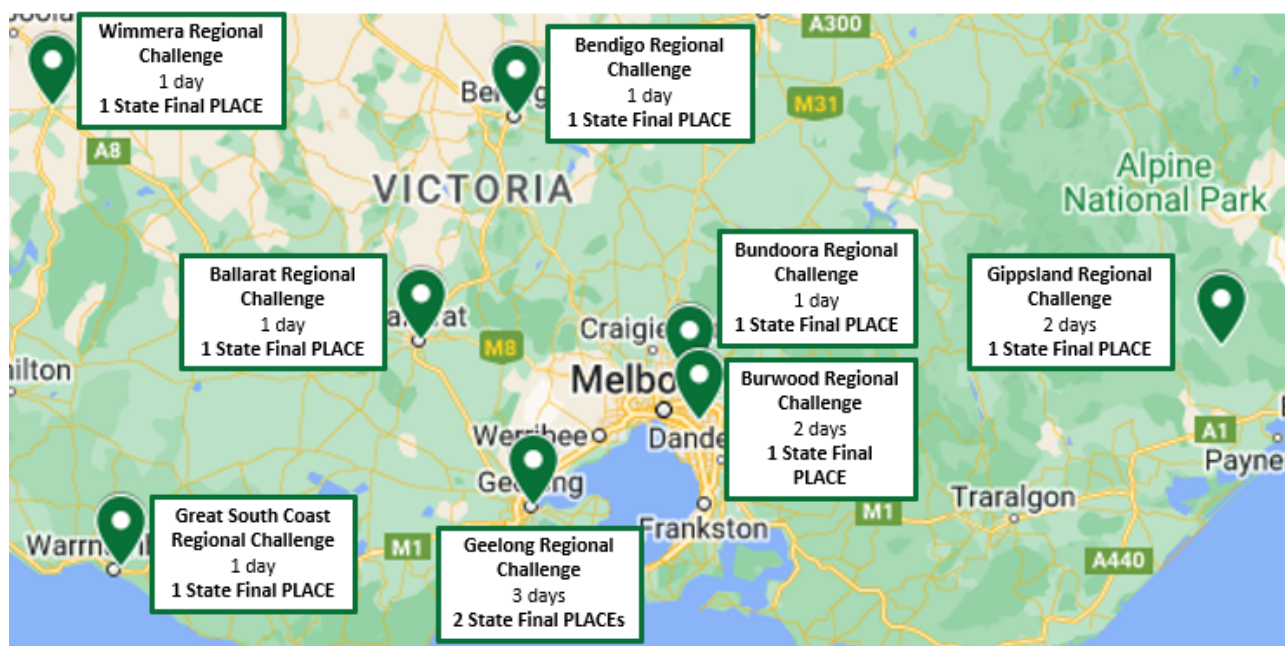 Wimmera Regional
Challenge
1 day
1 State Final PLACE
Bendigo Regional
Challenge
1 day
1 State Final PLACE
A300
M31
A8
VICTORIA
Alpine
National Park
Ballarat Regional
Challenge
1 day
1 State Final PLACE
Bundoora Regional
Challenge
1 day
1 State Final PLACE
Gippsland Regional
Challenge
2 days
1 State Final PLACE
M8
Burwood Regional
Challenge
2 days
1 State Final
PLACE
Werribee
A1
Traralgon
M1
Frankston
A440
Great South Coast
Regional Challenge
1 day
1 State Final PLACE
M1
Geelong Regional
Challenge
3 days
2 State Final PLACEs